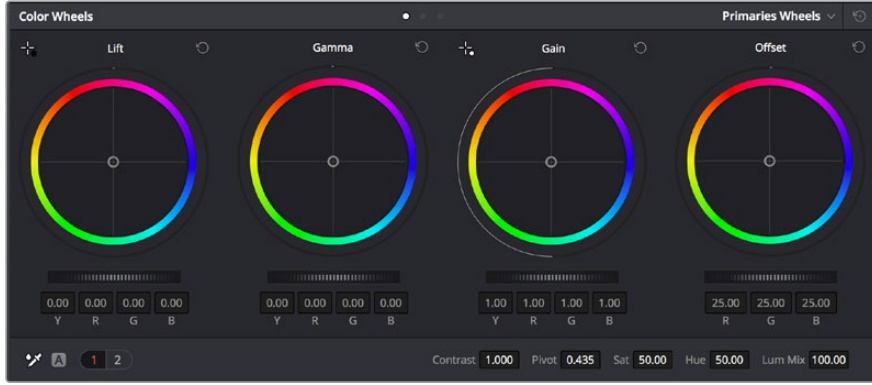 Color Wheels Primaries Wheels
Lift Gamma Gain Offset
0.00 0.00 0.00 0.00 0.00 0.00 0.00 0.00 1.00 1.00 1.00 1.00 25.00 25.00 25.00
Y R G B Y R G B Y R G B R G B
A 1 2 Contrast 1.000 Pivot 0.435 Sat 50.00 Hue 50.00 Lum Mix 100.00